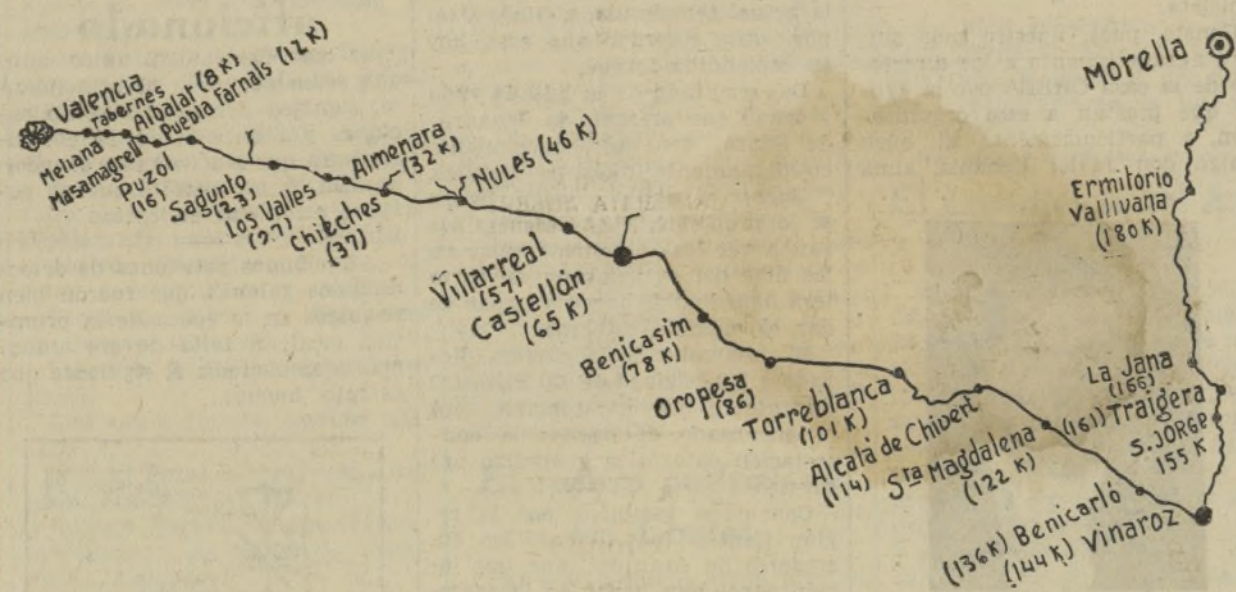 Valencia
Tabernes
Albalat (8 K)
Puebla Farnals (12 K)
Meliana
Masamagrell
Puzol
(16)
Sagunto
(23)
Los Valles
(27)
Almenara
(32 K)
Chilches
(37)
Nules (46 K)
Villarreal
(57)
Castellón
(65 K)
Benicasim
(78 K)
Oropesa
(86)
Torreblanca
(101 K)
Alcalá de Chivert
(114)
Sta Magdalena
(122 K)
(136 K) Benicarló
(144 K) Vinaroz
S. JORGE
155 K
(161) Traigera
La Jana
(166)
Ermitorio
Vallivana
(180 K)
Morella